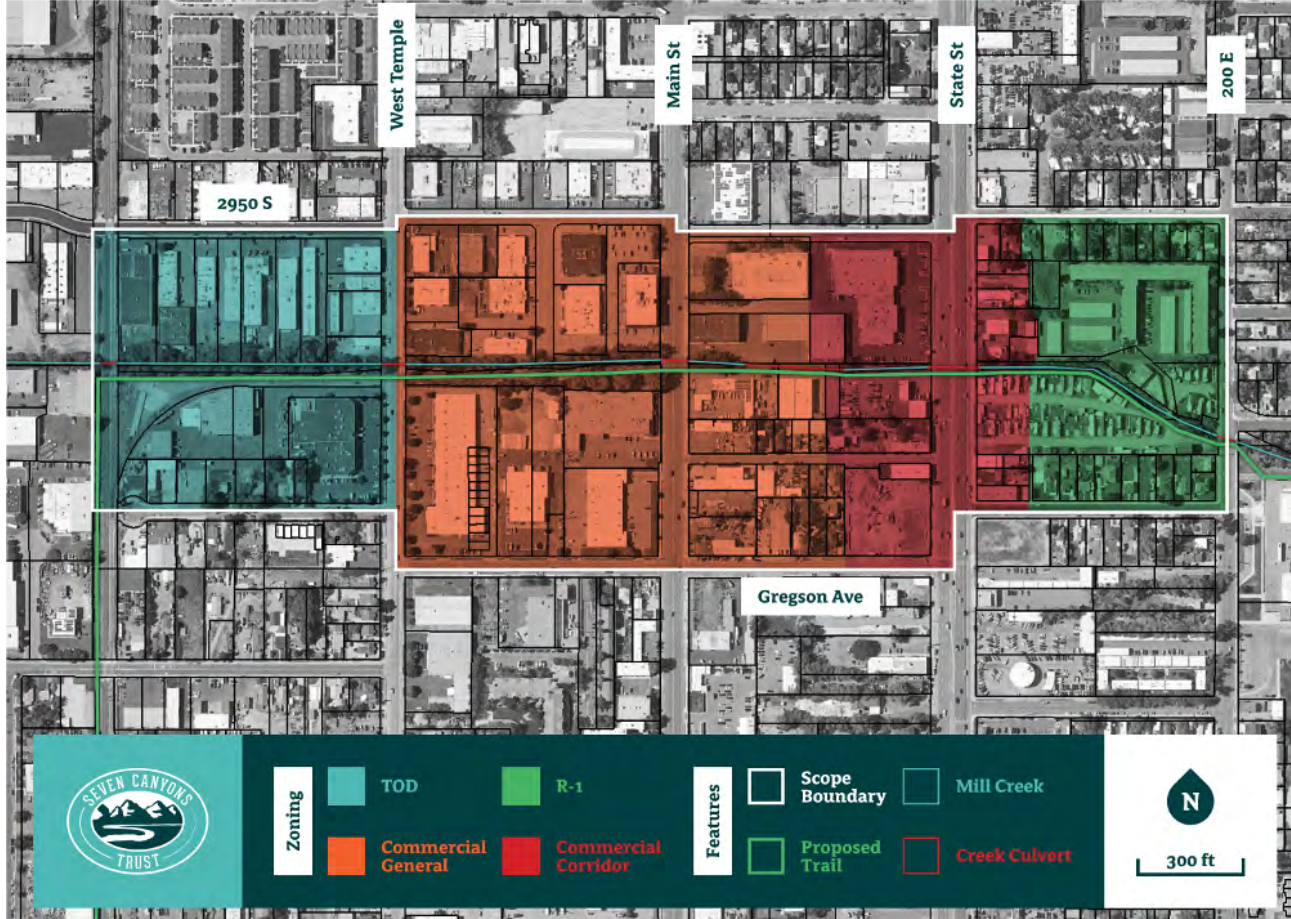 West Temple
Main St
State St
200 E
2950 S
Gregson Ave
SEVEN CANYONS
TRUST
Zoning
TOD
R-1
Commercial
General
Commercial
Corridor
Features
Scope
Boundary
Mill Creek
Proposed
Trail
Creek Culvert
N
300 ft